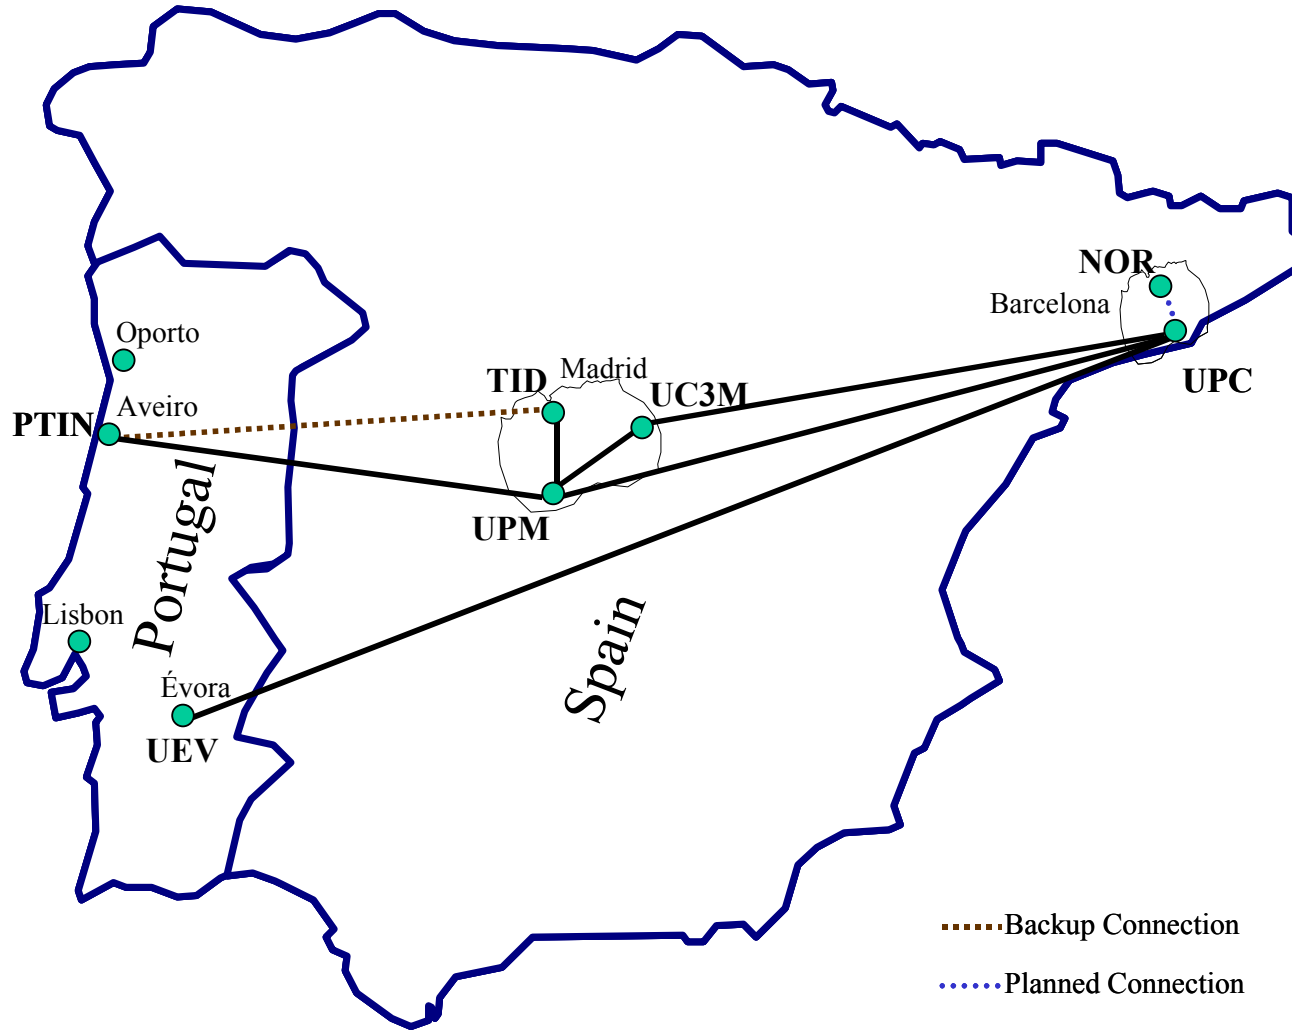 NOR
Barcelona
UPC
Oporto
TID
Madrid
UC3M
PTIN
Aveiro
UPM
Portugal
Spain
Lisbon
Évora
UEV
Backup Connection
Planned Connection